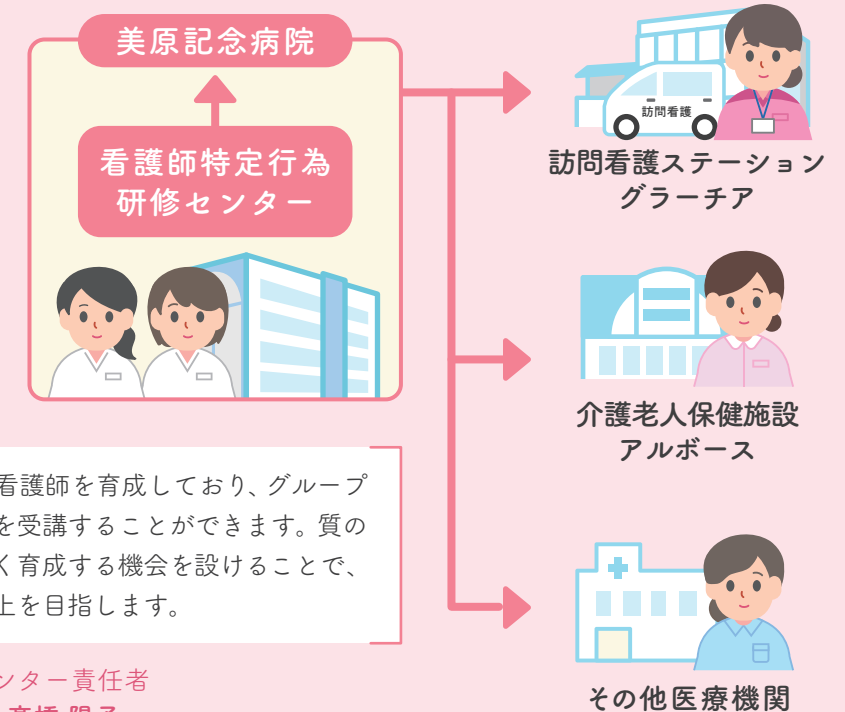 美原記念病院
看護師特定行為
研修センター
訪問看護
訪問看護ステーション
グラーチア
介護老人保健施設
アルボース
その他医療機関
看護師を育成しており、グループ
を受講することができます。質の
く育成する機会を設けることで、
上を目指します。
ンター責任者